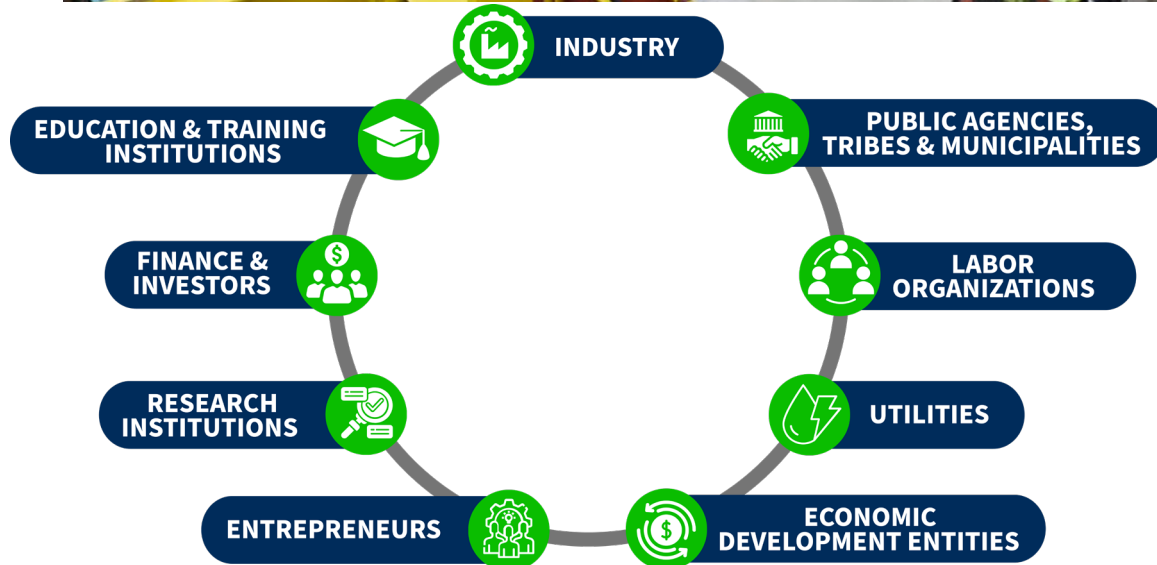 INDUSTRY
EDUCATION & TRAINING
INSTITUTIONS
PUBLIC AGENCIES,
TRIBES & MUNICIPALITIES
FINANCE &
INVESTORS
$
LABOR
ORGANIZATIONS
RESEARCH
INSTITUTIONS
UTILITIES
ENTREPRENEURS
$
ECONOMIC
DEVELOPMENT ENTITIES